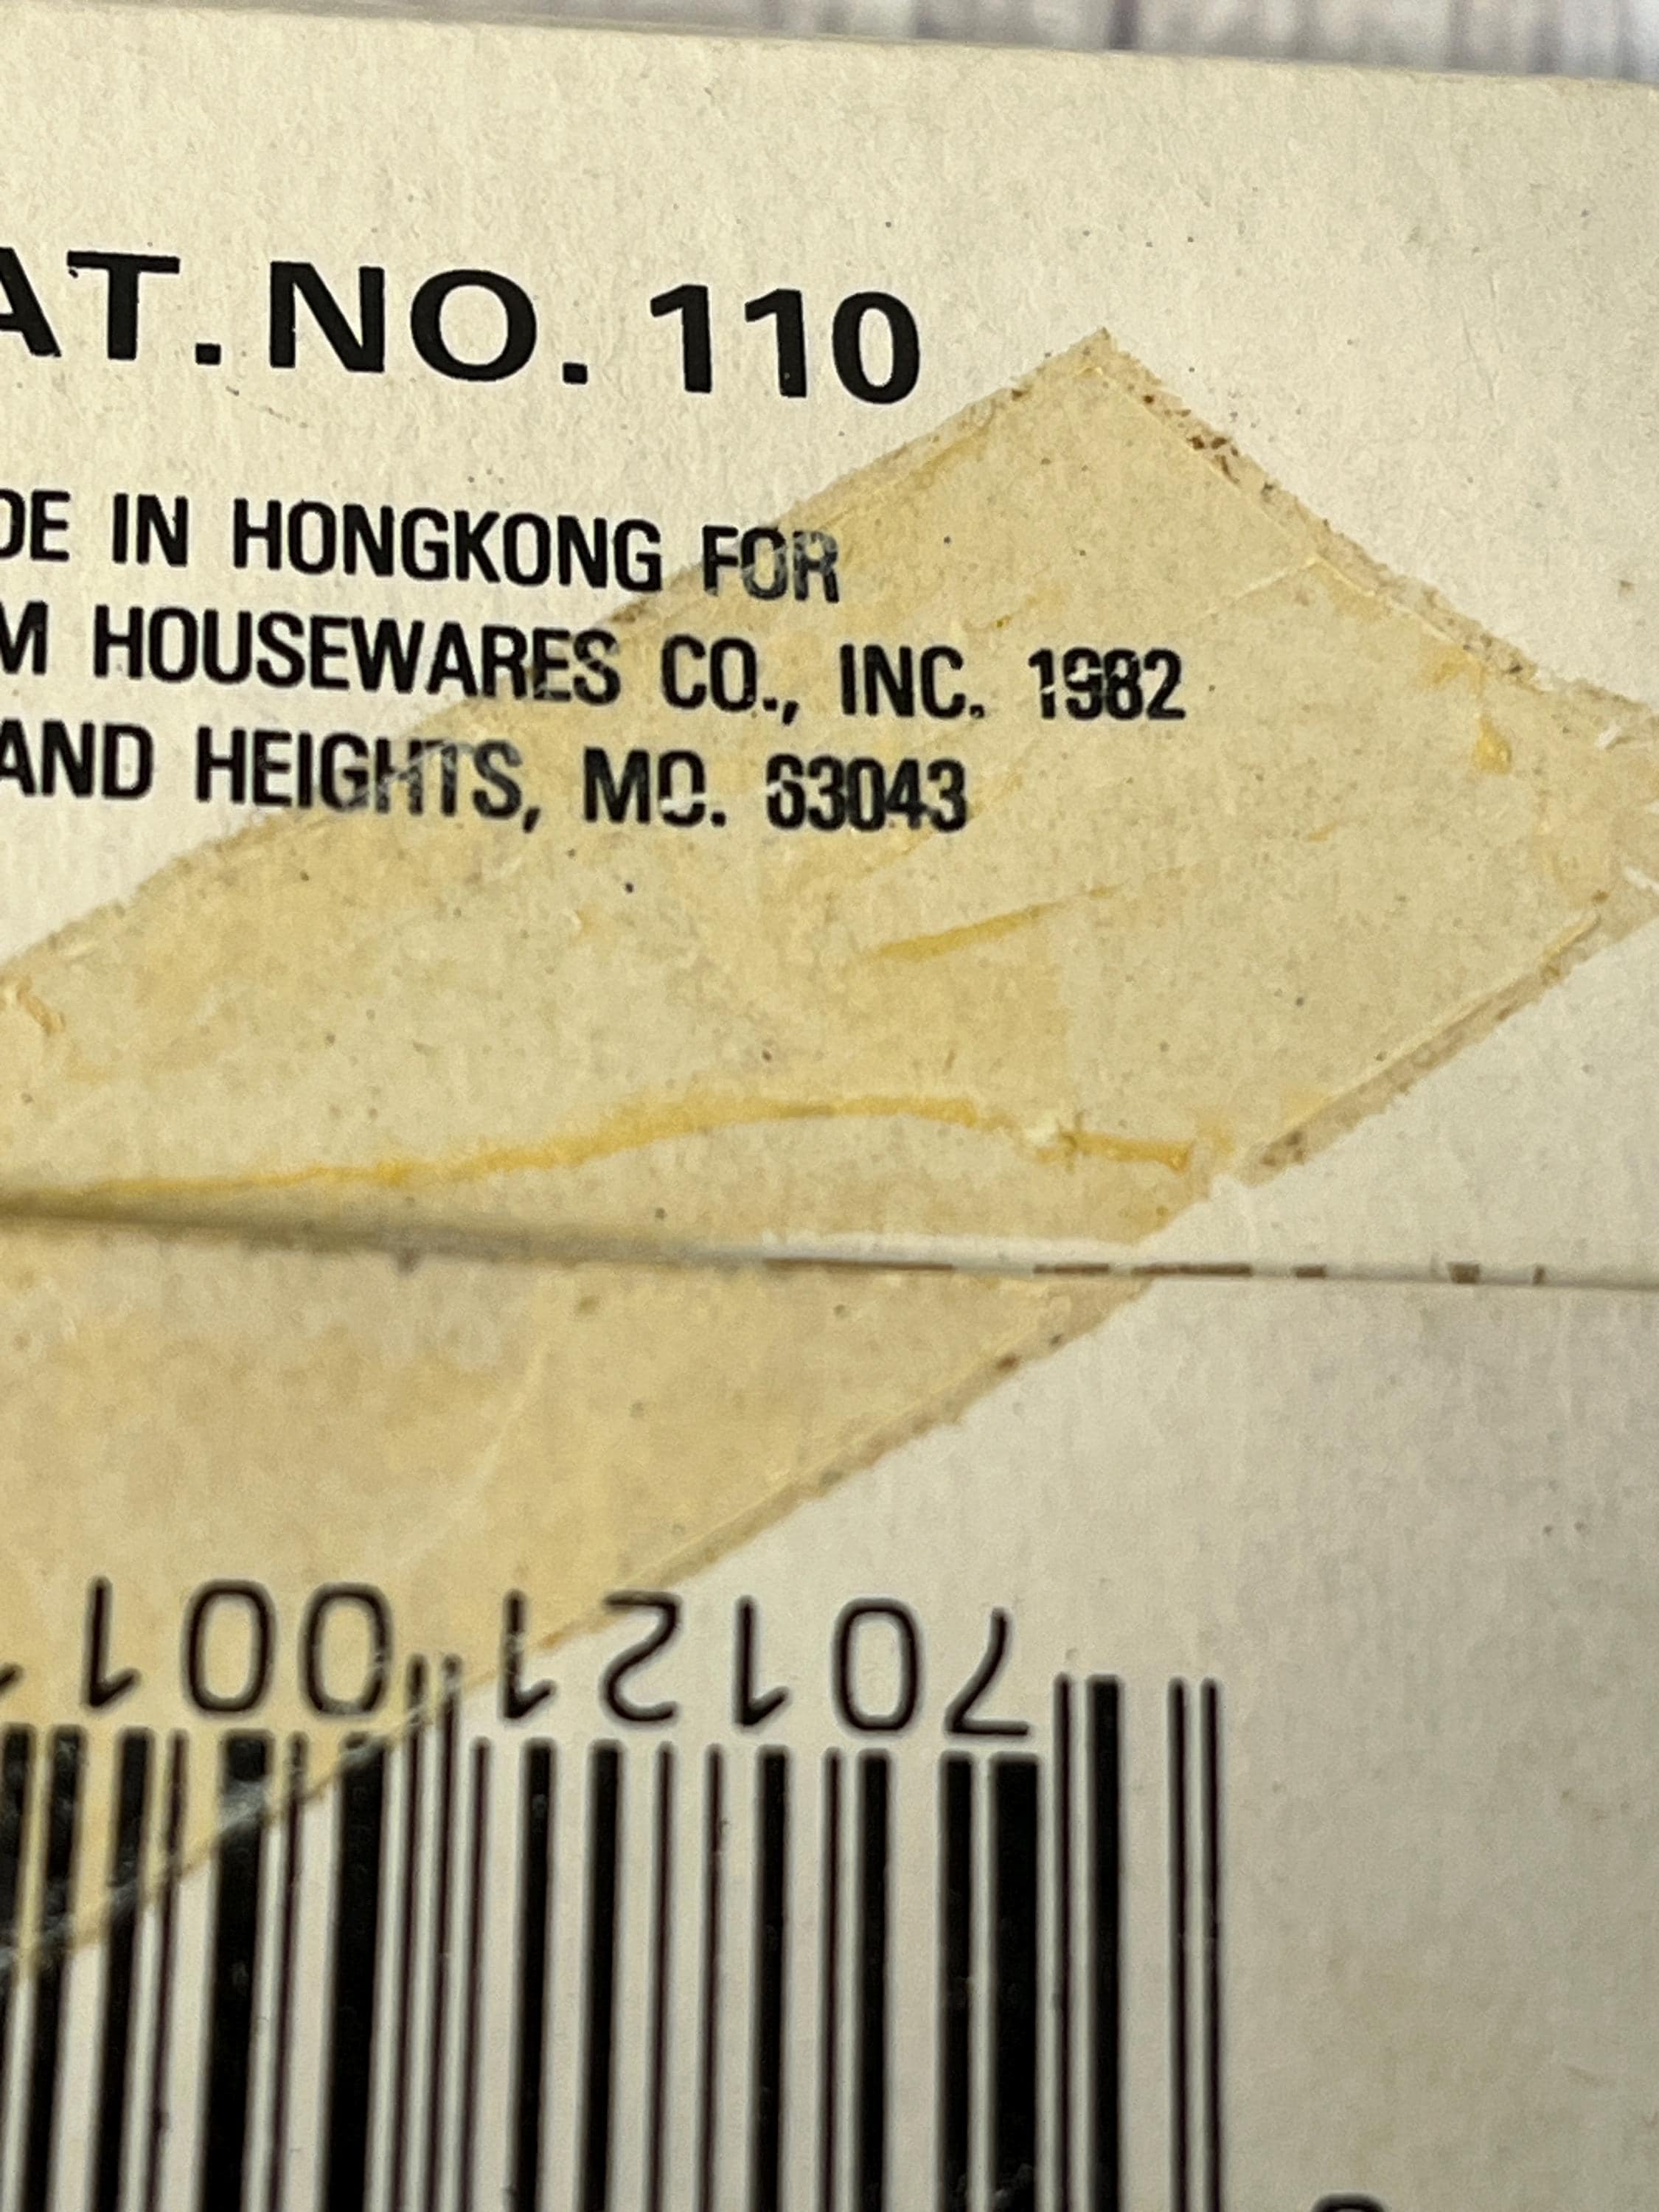 AT.NO. 110
DE IN HONGKONG FOR
M HOUSEWARES CO., INC. 1982
AND HEIGHTS, MO. 63043
70121 001